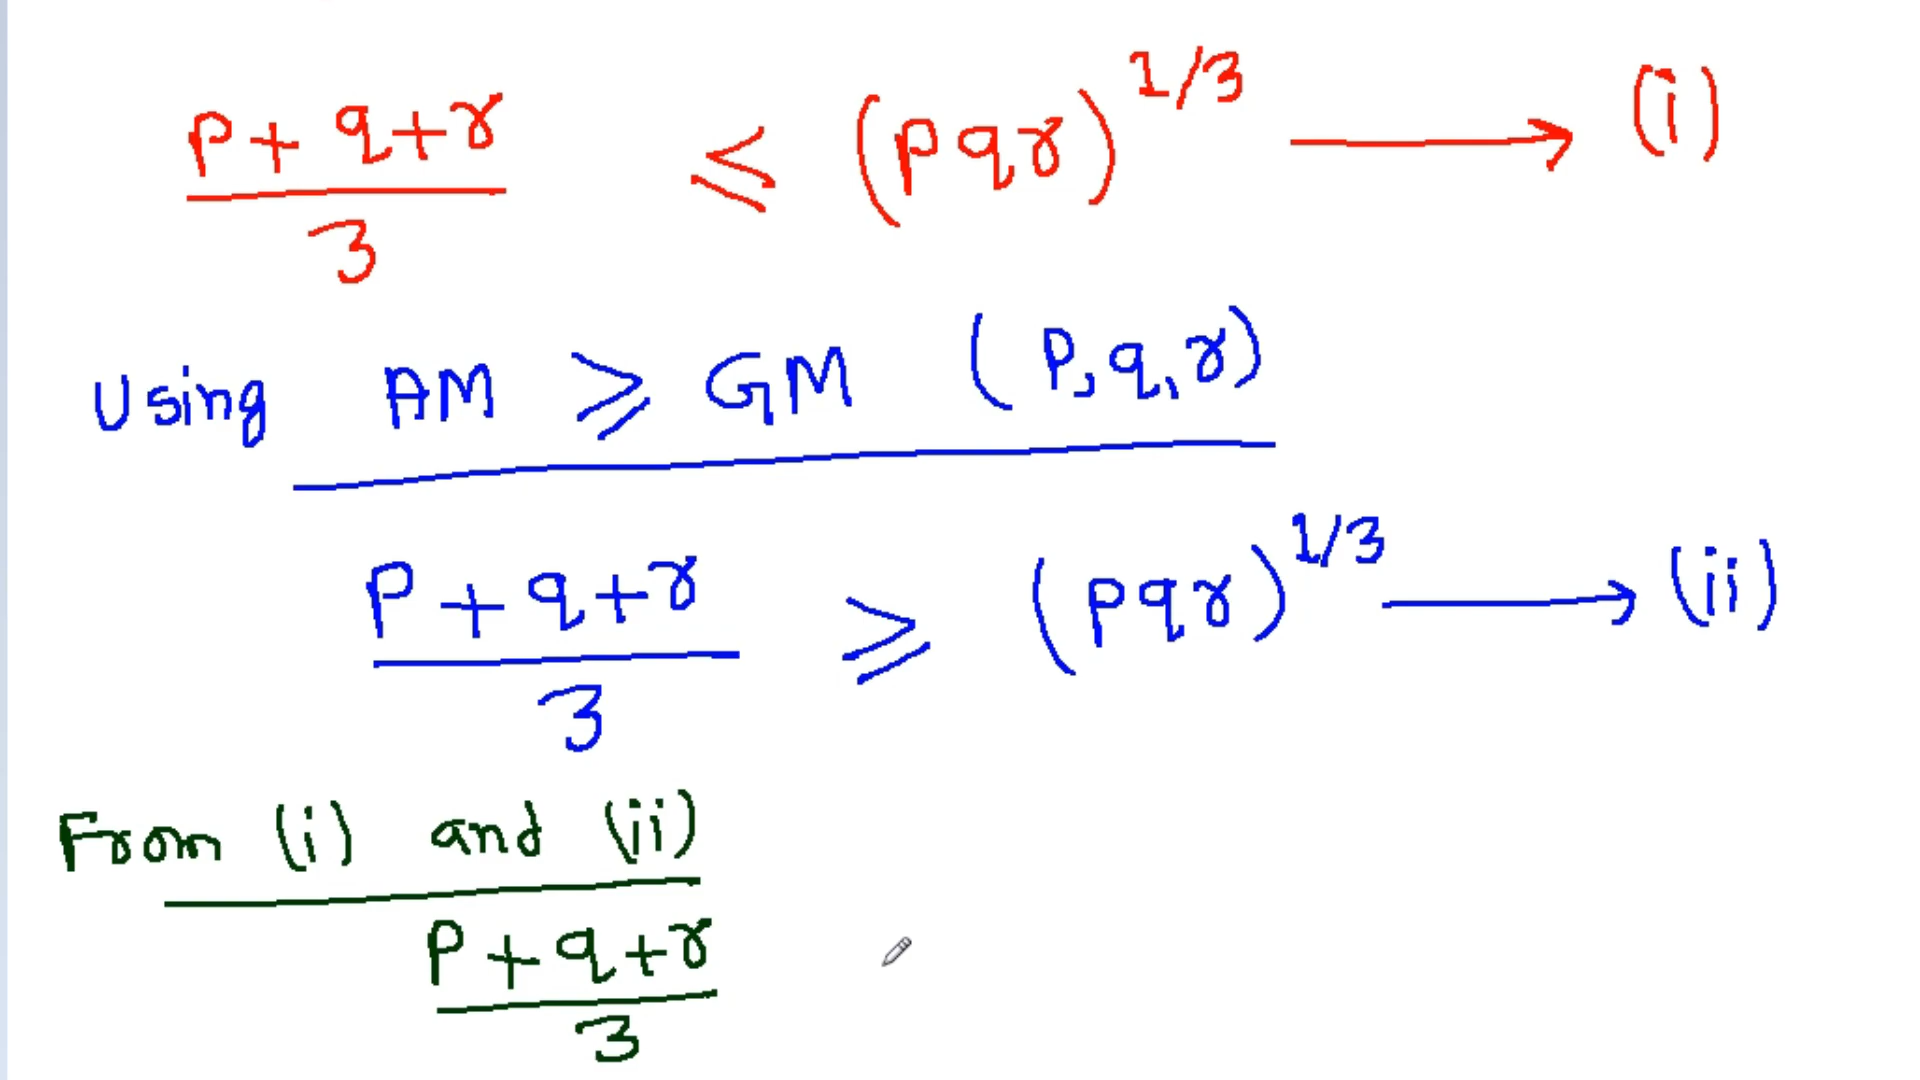 (p+q+r)/3 ≤ (pqr)^1/3 ⟶ (i)
Using AM ≥ GM (p,q,r)
(p+q+r)/3 ≥ (pqr)^1/3 ⟶ (ii)
From (i) and (ii)
(p+q+r)/3